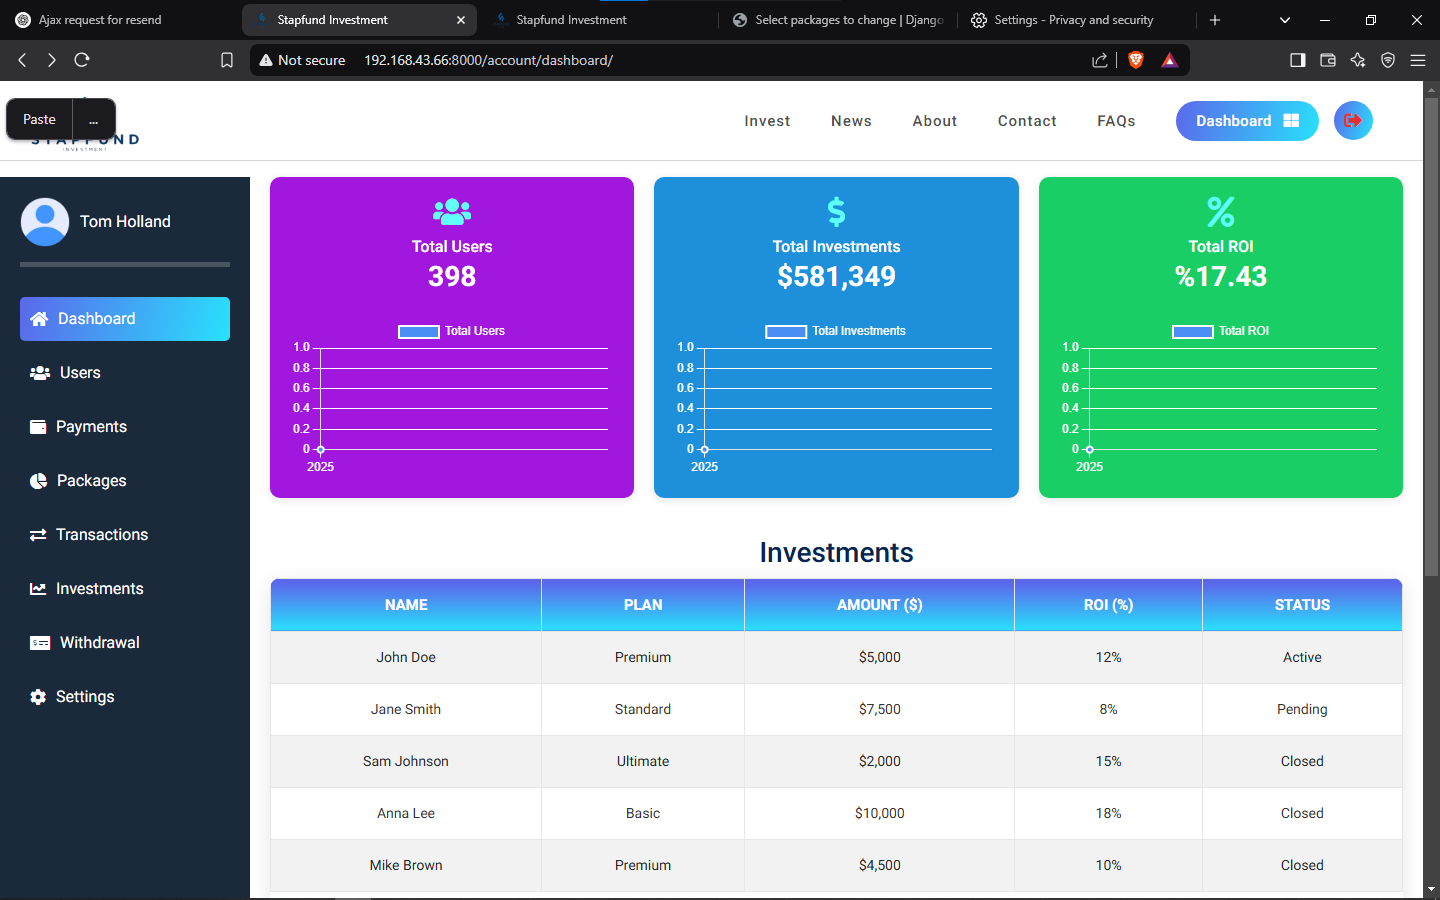 Ajax request for resend
Stapfund Investment
Stapfund Investment
Select packages to change | Django
Settings - Privacy and security
Not secure 192.168.43.66:8000/account/dashboard/
Paste ...
STAPFUND
INVESTMENT
Invest
News
About
Contact
FAQs
Dashboard
Tom Holland
Dashboard
Users
Payments
Packages
Transactions
Investments
Withdrawal
Settings
Total Users
398
Total Users
1.0
0.8
0.6
0.4
0.2
0
2025
$
Total Investments
$581,349
Total Investments
1.0
0.8
0.6
0.4
0.2
0
2025
%
Total ROI
%17.43
Total ROI
1.0
0.8
0.6
0.4
0.2
0
2025
Investments
NAME PLAN AMOUNT ($) ROI (%) STATUS
John Doe Premium $5,000 12% Active
Jane Smith Standard $7,500 8% Pending
Sam Johnson Ultimate $2,000 15% Closed
Anna Lee Basic $10,000 18% Closed
Mike Brown Premium $4,500 10% Closed